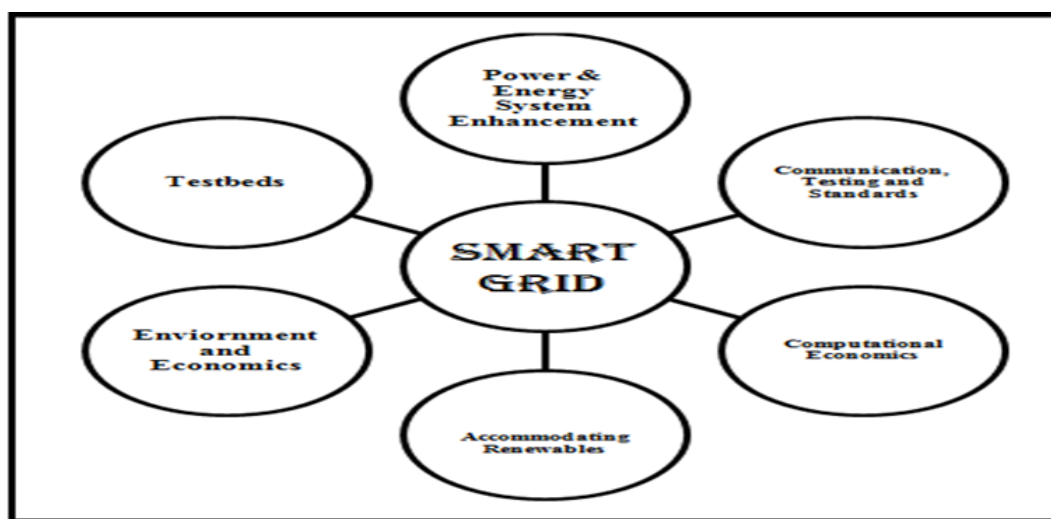 Power &
Energy
System
Enhancement
Testbeds
Communication,
Testing and
Standards
SMART
GRID
Enviornment
and
Economics
Computational
Economics
Accommodating
Renewables